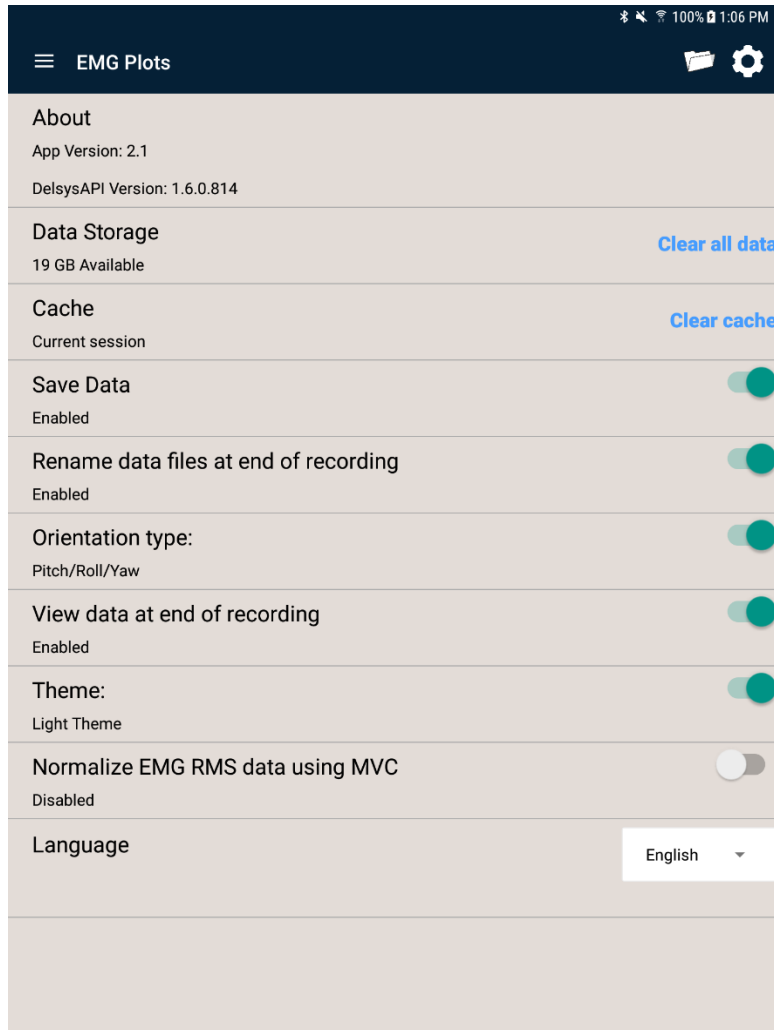 100% 1:06 PM
EMG Plots
About
App Version: 2.1
DelsysAPI Version: 1.6.0.814
Data Storage
Clear all data
19 GB Available
Cache
Clear cache
Current session
Save Data
Enabled
Rename data files at end of recording
Enabled
Orientation type:
Pitch/Roll/Yaw
View data at end of recording
Enabled
Theme:
Light Theme
Normalize EMG RMS data using MVC
Disabled
Language
English